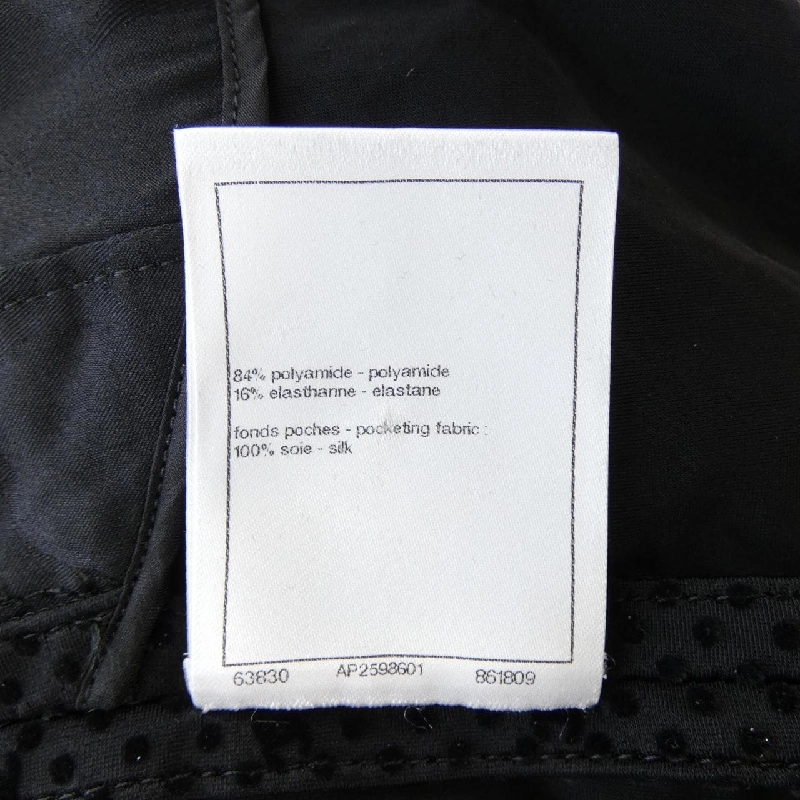 84% polyamide - polyamide
16% elasthanne - elastane
fonds poches - pocketing fabric :
100% soie - silk
63830 AP2598601 861809